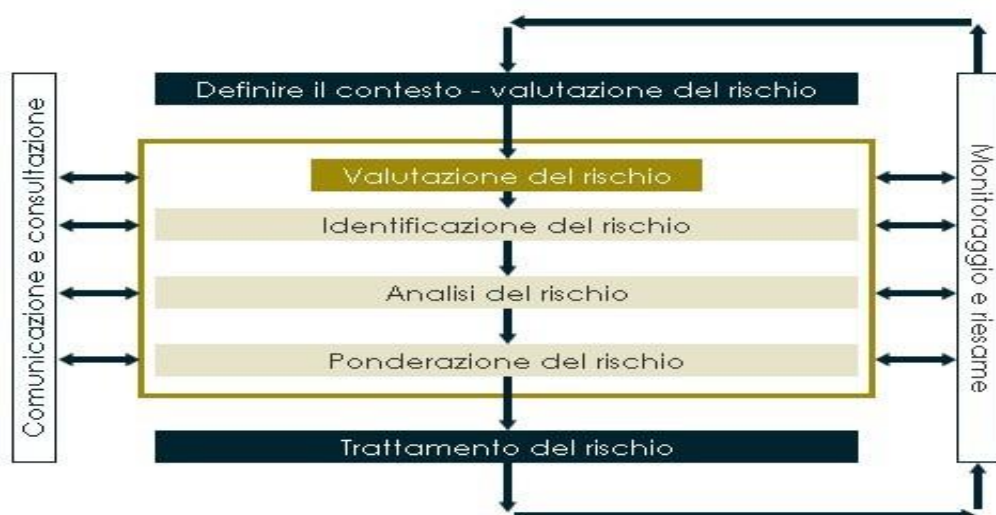 Definire il contesto - valutazione del rischio
Comunicazione e consultazione
Valutazione del rischio
Identificazione del rischio
Analisi del rischio
Ponderazione del rischio
Monitoraggio e riesame
Trattamento del rischio